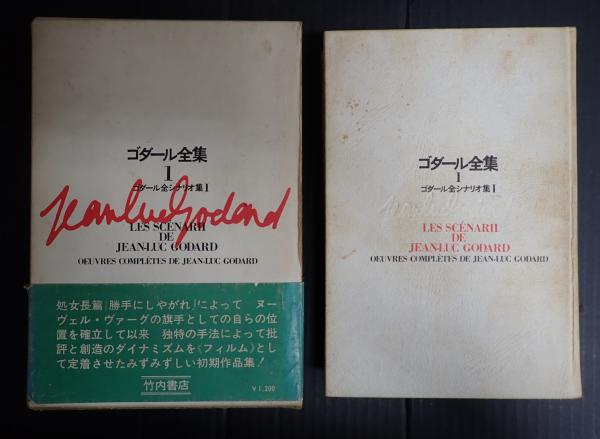 ゴダール全集
1
ゴダール全シナリオ集 1
Jean Luc Godard
LES SCÉNARII
DE
JEAN-LUC GODARD
OEUVRES COMPLÈTES DE JEAN-LUC GODARD
処女長篇『勝手にしやがれ』によって ヌー
ヴェル・ヴァーグの旗手としての自らの位
置を確立して以来 独特の手法によって批
評と創造のダイナミズムを《フィルム》とし
て定着させたみずみずしい初期作品集!
竹内書店
¥1,200
ゴダール全集
1
ゴダール全シナリオ集 1
LES SCÉNARII
DE
JEAN-LUC GODARD
OEUVRES COMPLÈTES DE JEAN-LUC GODARD